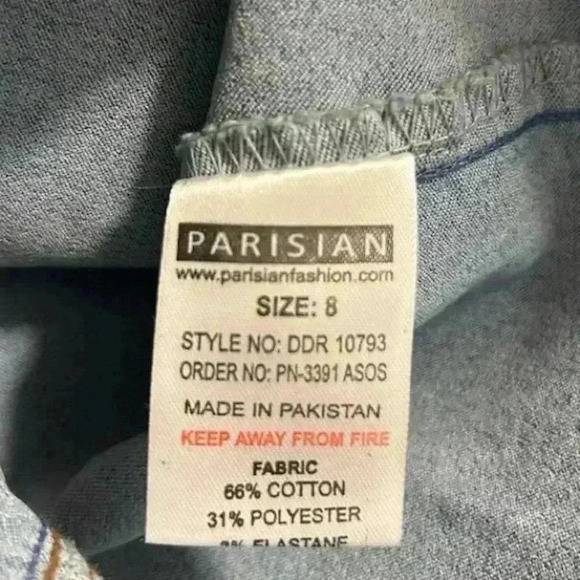 PARISIAN
www.parisianfashion.com
SIZE: 8
STYLE NO: DDR 10793
ORDER NO: PN-3391 ASOS
MADE IN PAKISTAN
KEEP AWAY FROM FIRE
FABRIC
66% COTTON
31% POLYESTER
ELASTANE